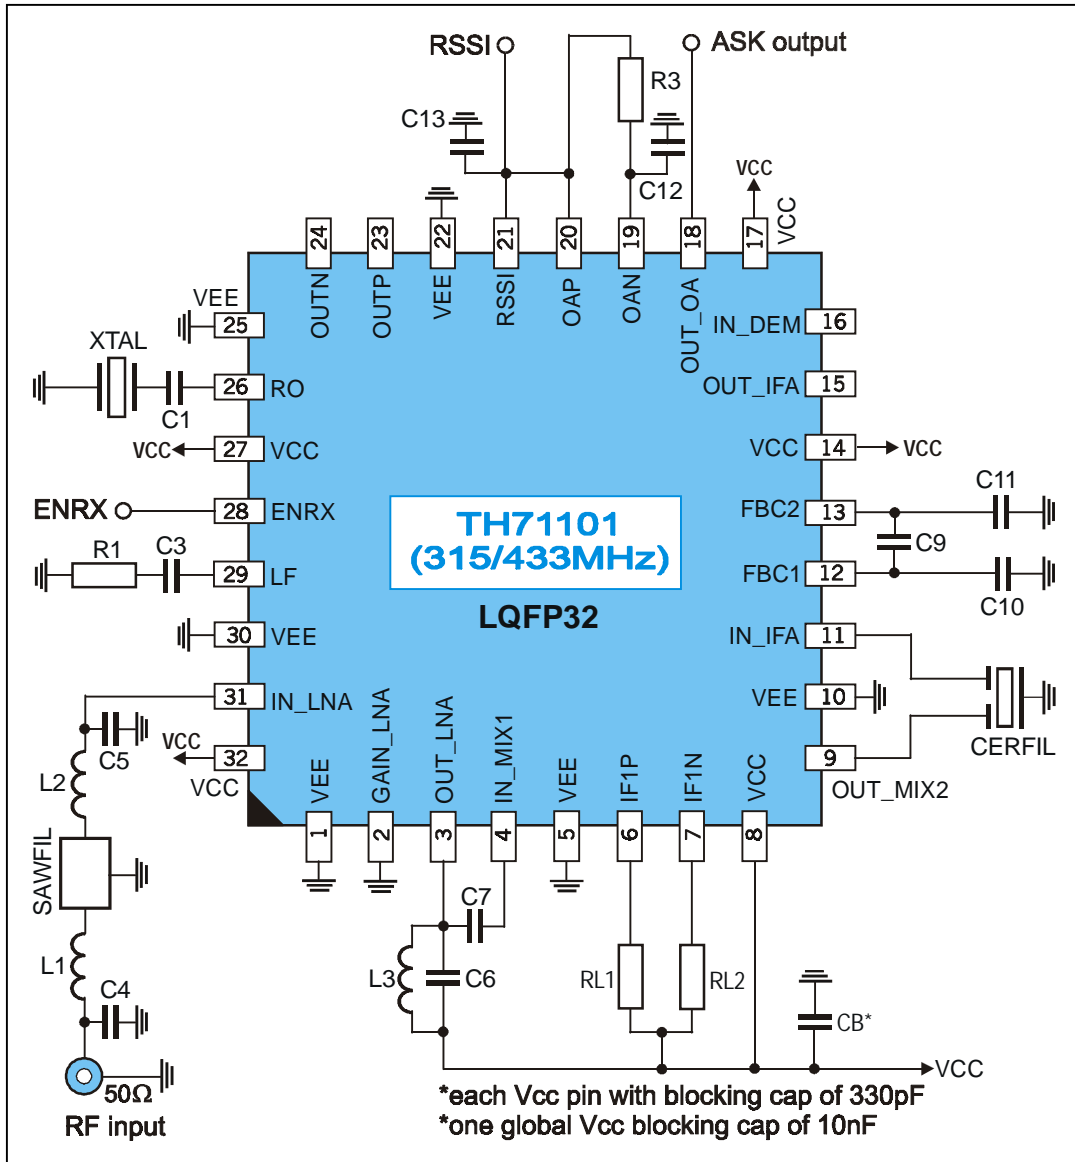 RSSI
ASK output
R3
C13
C12
VCC
VCC
24
23
22
21
20
19
18
17
OUTN
OUTP
VEE
RSSI
OAP
OAN
OUT_OA
VEE
25
IN_DEM
16
XTAL
26
RO
C1
OUT_IFA
15
VCC
27
VCC
VCC
14
VCC
ENRX
28
ENRX
TH71101
(315/433MHz)
LQFP32
FBC2
13
C11
C9
R1
C3
29
LF
FBC1
12
C10
30
VEE
IN_IFA
11
31
IN_LNA
VEE
10
CERFIL
C5
VCC
32
VCC
9
OUT_MIX2
L2
VEE
GAIN_LNA
OUT_LNA
IN_MIX1
VEE
IF1P
IF1N
VCC
1
2
3
4
5
6
7
8
SAWFIL
C7
L1
L3
C6
RL1
RL2
C4
CB*
VCC
50Ω
RF input
*each Vcc pin with blocking cap of 330pF
*one global Vcc blocking cap of 10nF